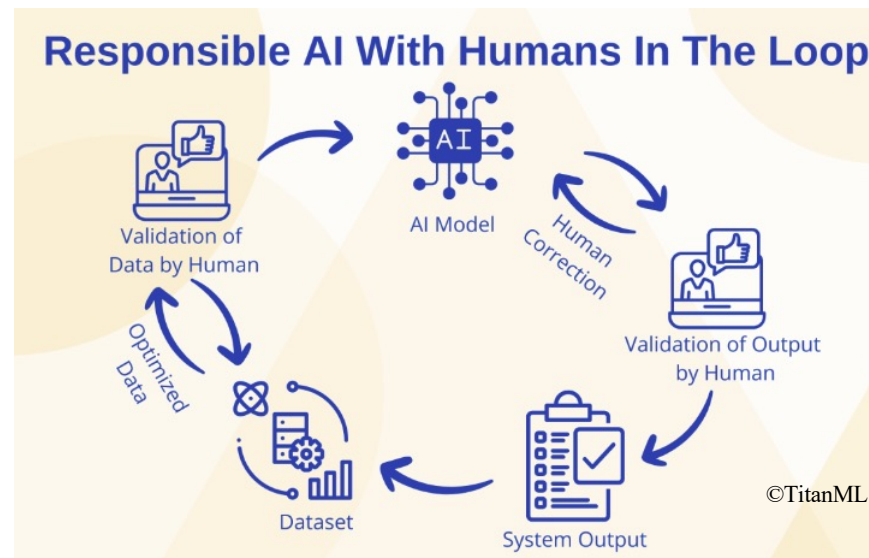 Responsible AI With Humans In The Loop
AI
Validation of
Data by Human
AI Model
Human
Correction
Validation of Output
by Human
Optimized
Data
Dataset
System Output
©TitanML